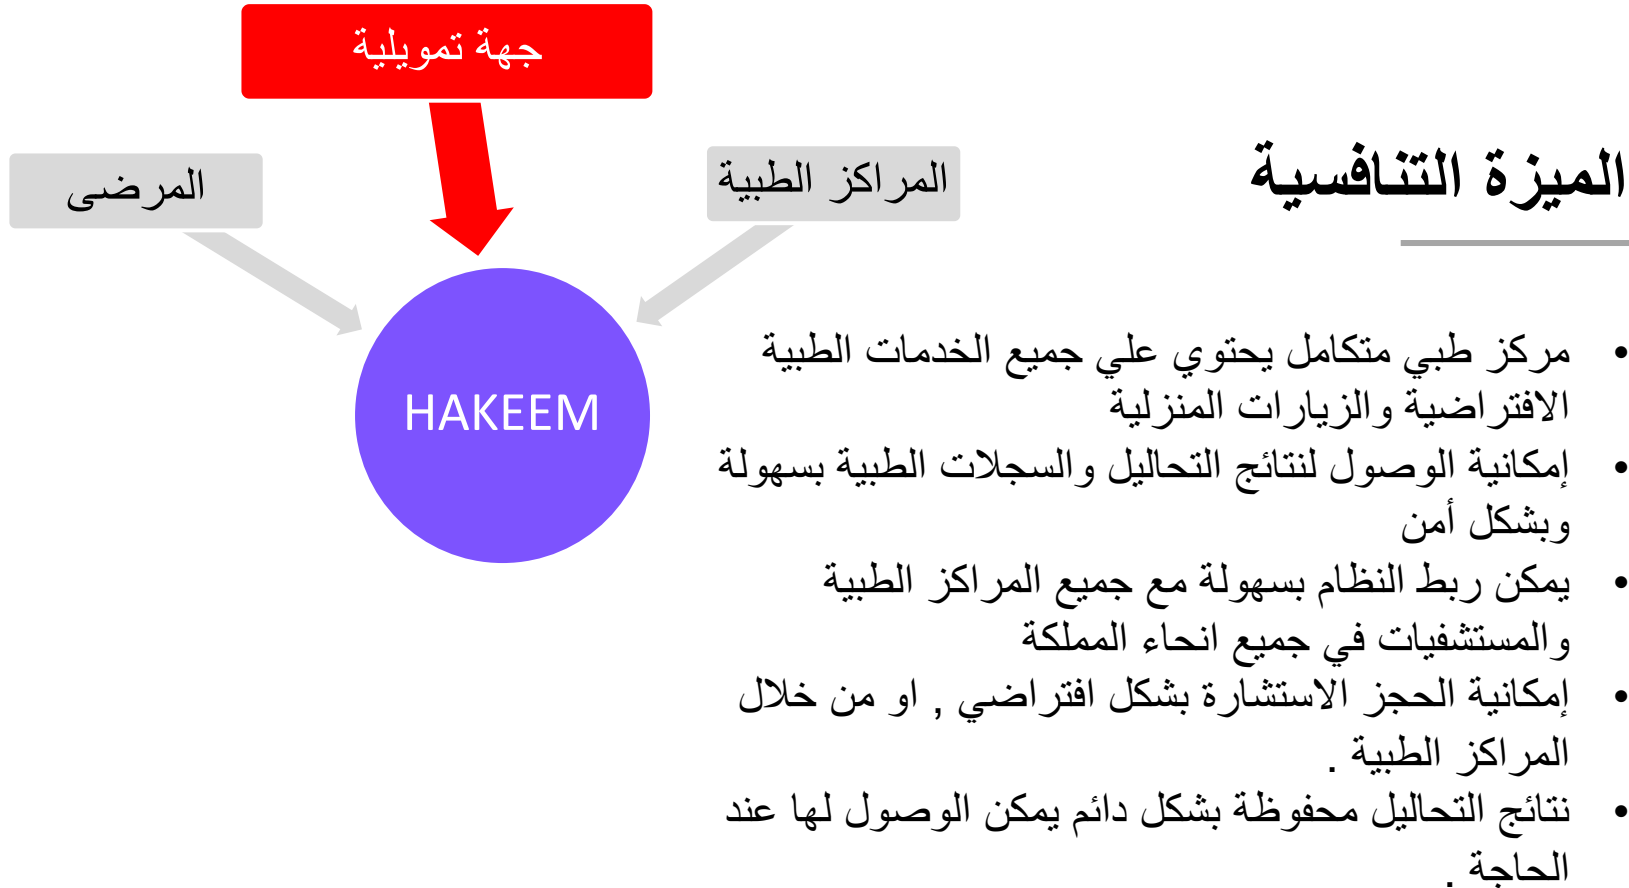 جهة تمويلية
المرضى
المراكز الطبية
HAKEEM
الميزة التنافسية
• مركز طبي متكامل يحتوي علي جميع الخدمات الطبية
الافتراضية والزيارات المنزلية
• إمكانية الوصول لنتائج التحاليل والسجلات الطبية بسهولة
وبشكل أمن
• يمكن ربط النظام بسهولة مع جميع المراكز الطبية
والمستشفيات في جميع انحاء المملكة
• إمكانية الحجز الاستشارة بشكل افتراضي , او من خلال
المراكز الطبية .
• نتائج التحاليل محفوظة بشكل دائم يمكن الوصول لها عند
الحاجة .